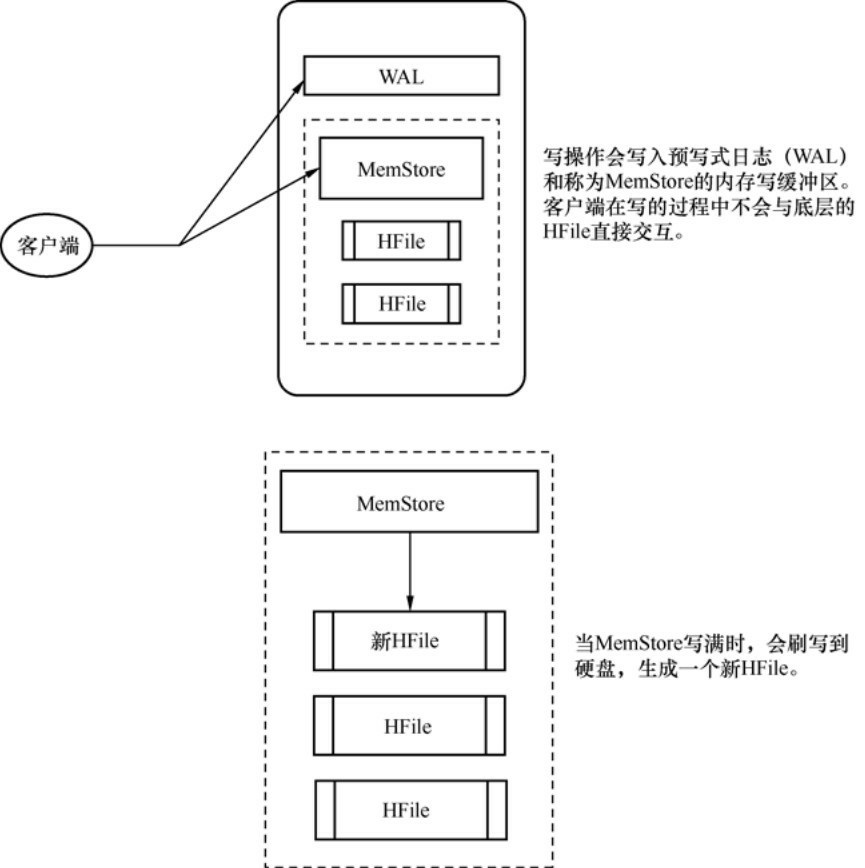 WAL
MemStore
HFile
HFile
客户端
写操作会写入预写式日志（WAL）
和称为MemStore的内存写缓冲区。
客户端在写的过程中不会与底层的
HFile直接交互。
MemStore
新HFile
HFile
HFile
当MemStore写满时，会刷写到
硬盘，生成一个新HFile。